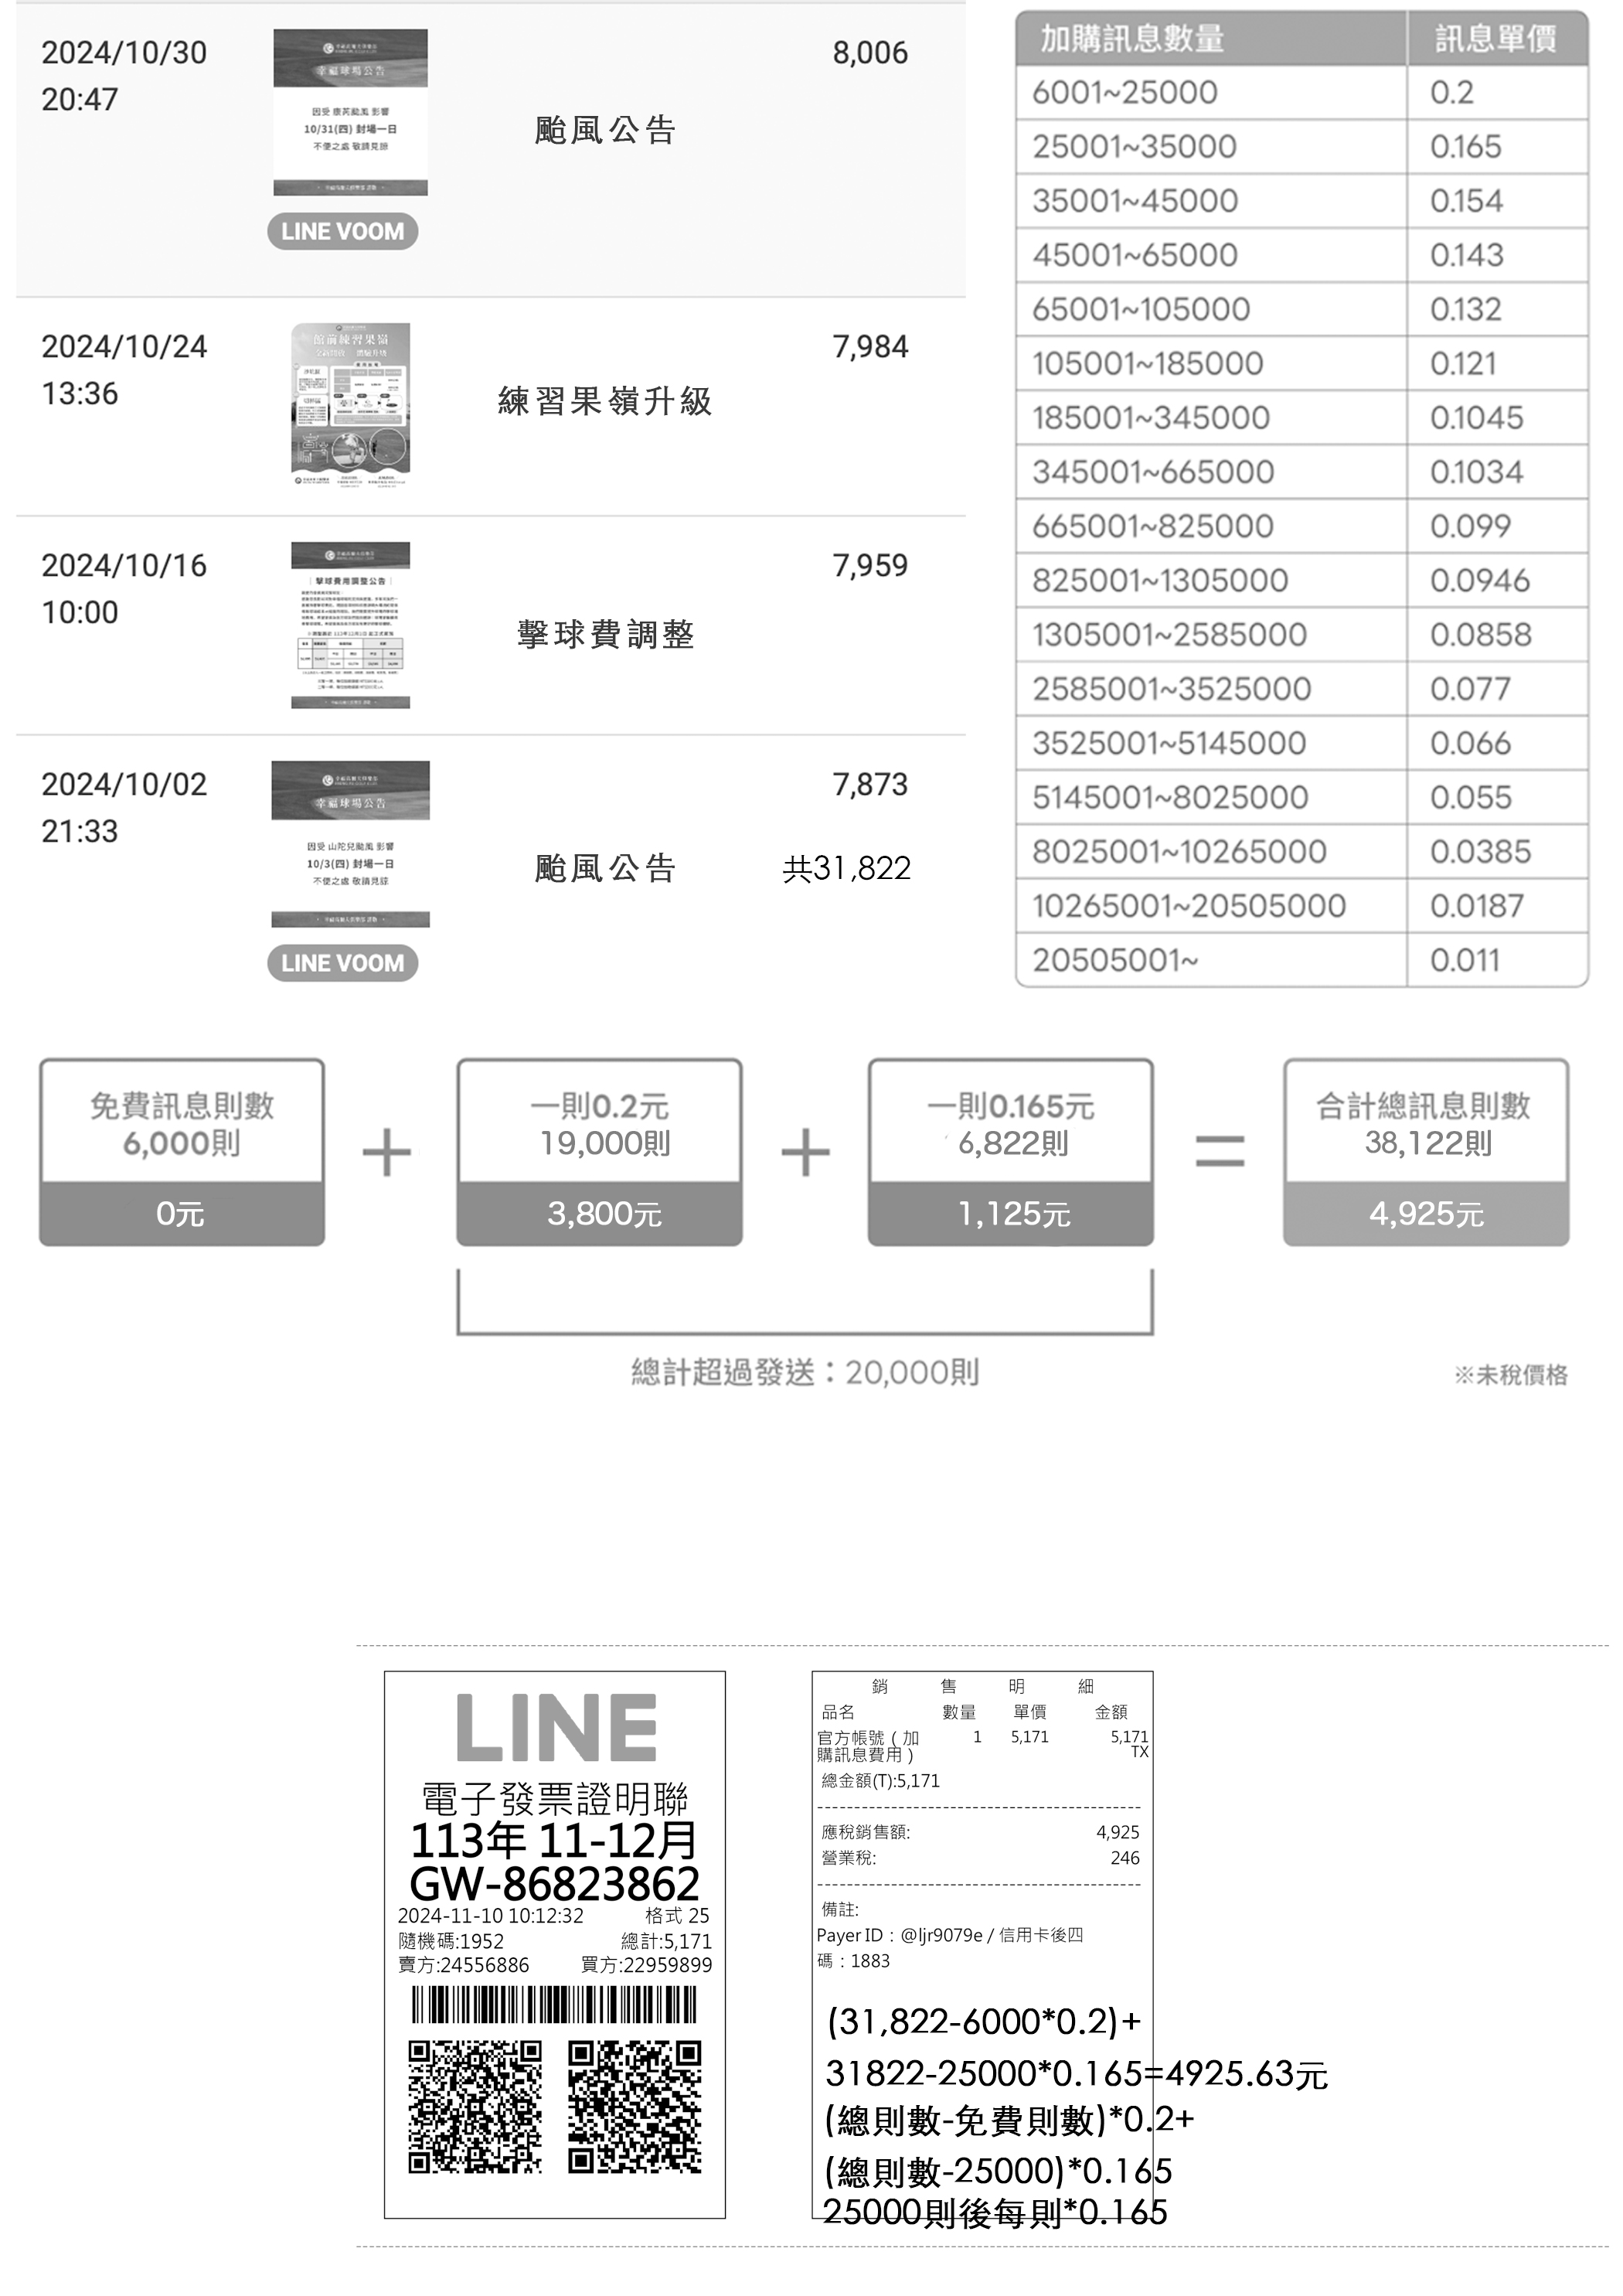 2024/10/30
20:47
幸福球場公告
因受 康芮颱風 影響
10/31(四) 封場一日
不便之處 敬請見諒
LINE VOOM
颱風公告
8,006
2024/10/24
13:36
館前練習果嶺
練習果嶺升級
7,984
2024/10/16
10:00
擊球費用調整公告
擊球費調整
7,959
2024/10/02
21:33
幸福球場公告
因受 山陀兒颱風 影響
10/3(四) 封場一日
不便之處 敬請見諒
LINE VOOM
颱風公告
7,873
共31,822
加購訊息數量 訊息單價
6001~25000 0.2
25001~35000 0.165
35001~45000 0.154
45001~65000 0.143
65001~105000 0.132
105001~185000 0.121
185001~345000 0.1045
345001~665000 0.1034
665001~825000 0.099
825001~1305000 0.0946
1305001~2585000 0.0858
2585001~3525000 0.077
3525001~5145000 0.066
5145001~8025000 0.055
8025001~10265000 0.0385
10265001~20505000 0.0187
20505001~ 0.011
免費訊息則數
6,000則
0元
+
一則0.2元
19,000則
3,800元
+
一則0.165元
6,822則
1,125元
=
合計總訊息則數
38,122則
4,925元
總計超過發送：20,000則
※未稅價格
LINE
電子發票證明聯
113年 11-12月
GW-86823862
2024-11-10 10:12:32 格式 25
隨機碼:1952 總計:5,171
賣方:24556886 買方:22959899
銷 售 明 細
品名 數量 單價 金額
官方帳號 ( 加 1 5,171 5,171
購訊息費用 ) TX
總金額(T):5,171
應稅銷售額: 4,925
營業稅: 246
備註:
Payer ID：@ljr9079e / 信用卡後四
碼：1883
(31,822-6000*0.2)+
31822-25000*0.165=4925.63元
(總則數-免費則數)*0.2+
(總則數-25000)*0.165
25000則後每則*0.165